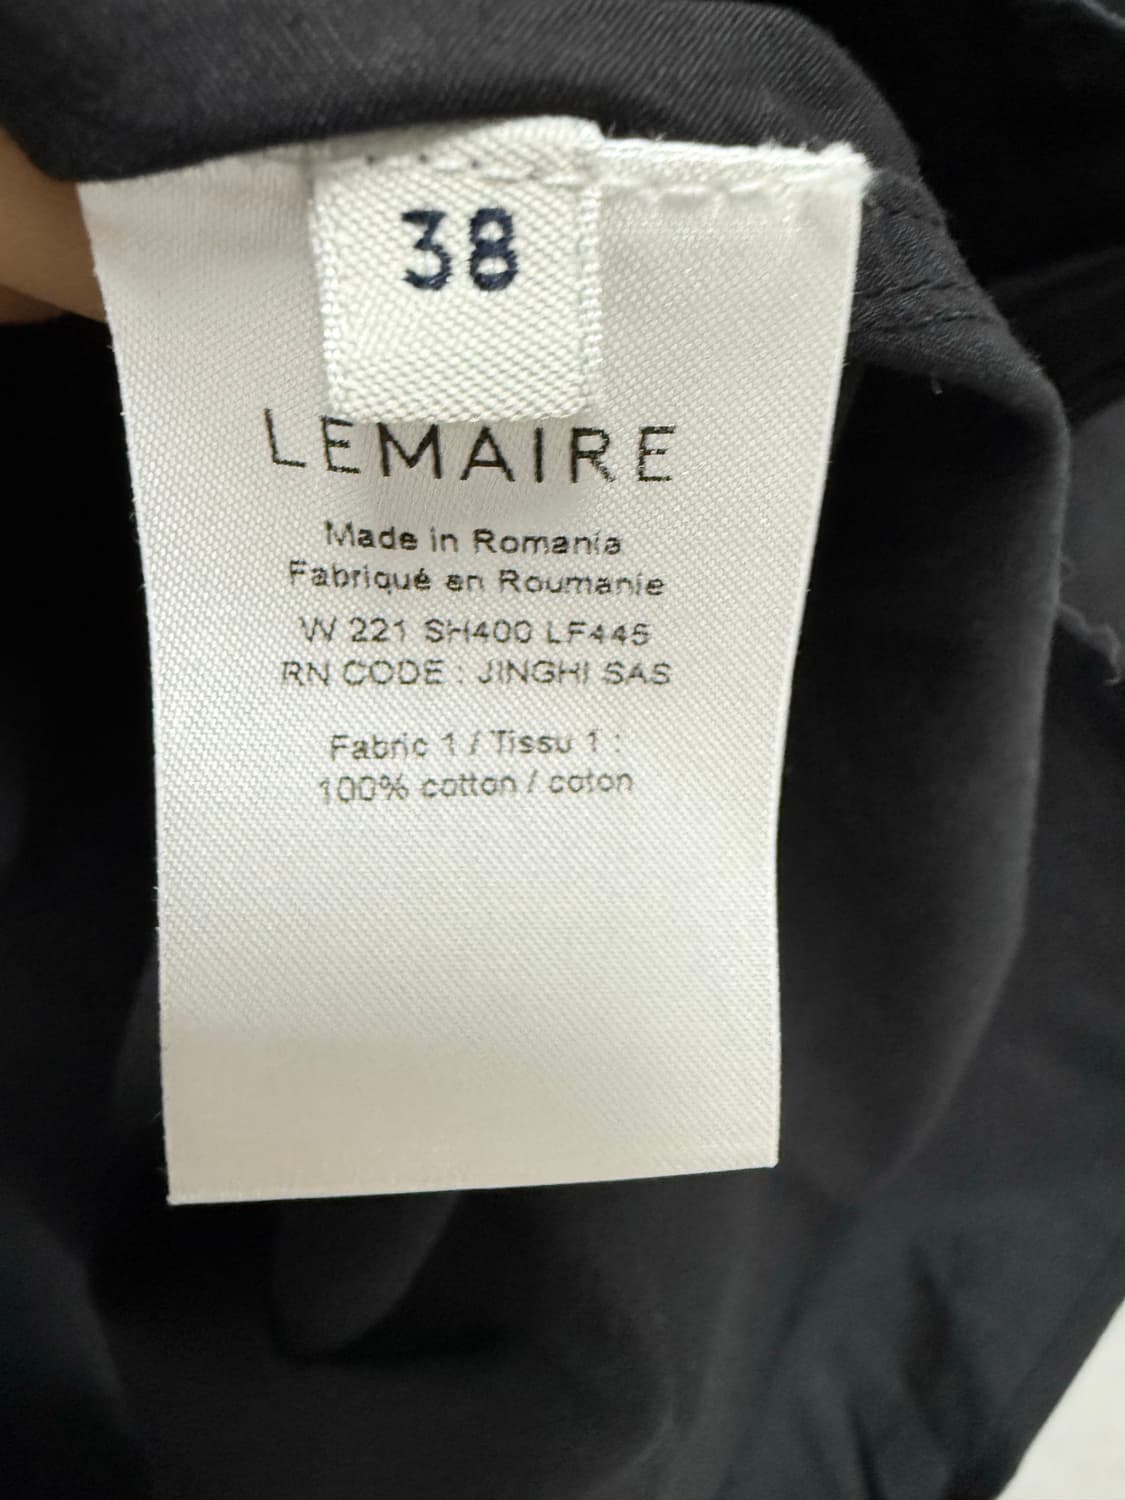 38
LEMAIRE
Made in Romania
Fabriqué en Roumanie
W 221 SH400 LF445
RN CODE : JINGHI SAS
Fabric 1 / Tissu 1 :
100% cotton / coton